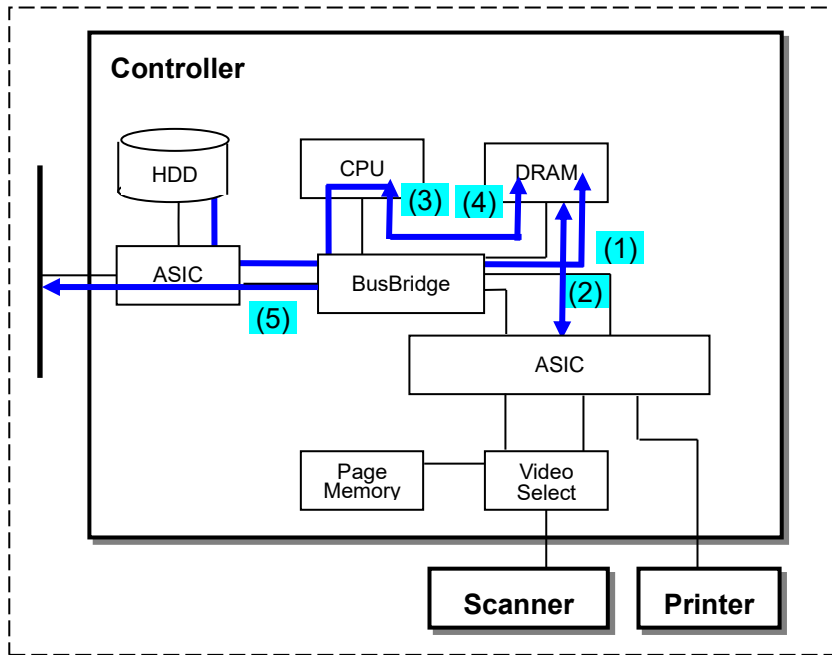 Controller
HDD
CPU
DRAM
(3)
(4)
(1)
ASIC
BusBridge
(2)
(5)
ASIC
Page
Memory
Video
Select
Scanner
Printer